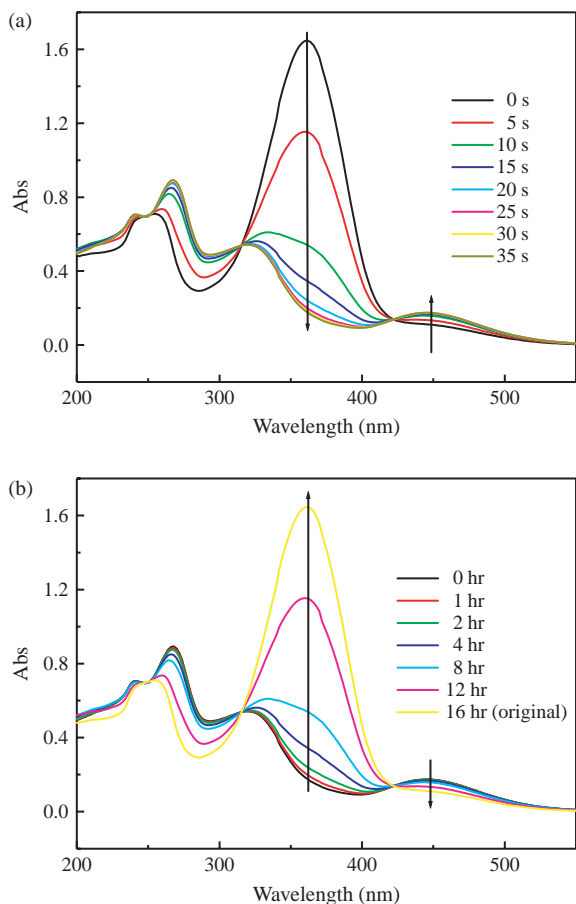 (a)
1.6
1.2
0.8
0.4
0.0
Abs
0 s
5 s
10 s
15 s
20 s
25 s
30 s
35 s
200
300
400
500
Wavelength (nm)
(b)
1.6
1.2
0.8
0.4
0.0
Abs
0 hr
1 hr
2 hr
4 hr
8 hr
12 hr
16 hr (original)
200
300
400
500
Wavelength (nm)